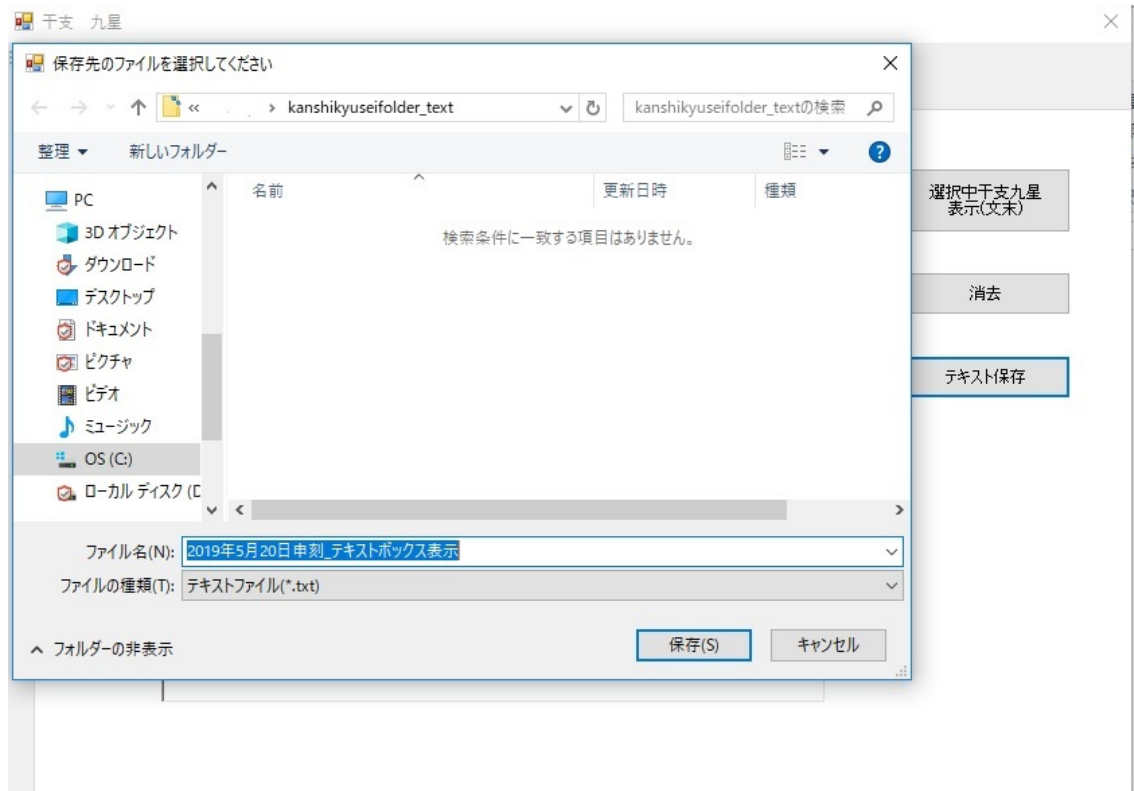 干支　九星
保存先のファイルを選択してください
« › kanshikyuseifolder_text
kanshikyuseifolder_textの検索
整理
新しいフォルダー
PC
3D オブジェクト
ダウンロード
デスクトップ
ドキュメント
ピクチャ
ビデオ
ミュージック
OS (C:)
ローカル ディスク (D
名前
更新日時
種類
検索条件に一致する項目はありません。
ファイル名(N):
2019年5月20日申刻_テキストボックス表示
ファイルの種類(T):
テキストファイル(*.txt)
フォルダーの非表示
保存(S)
キャンセル
選択中干支九星
表示(文末)
消去
テキスト保存